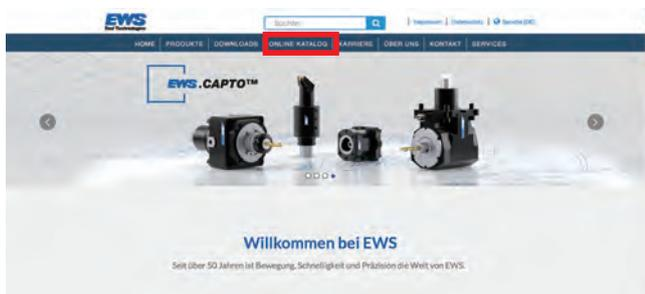 EWS
Tool Technologies
Suchbe
Impressum | Datenschutz | Sprache (DE)
HOME PRODUKTE DOWNLOADS ONLINE KATALOG KARRIERE ÜBER UNS KONTAKT SERVICES
EWS.CAPTO™
Willkommen bei EWS
Seit über 50 Jahren ist Bewegung, Schnelligkeit und Präzision die Welt von EWS.